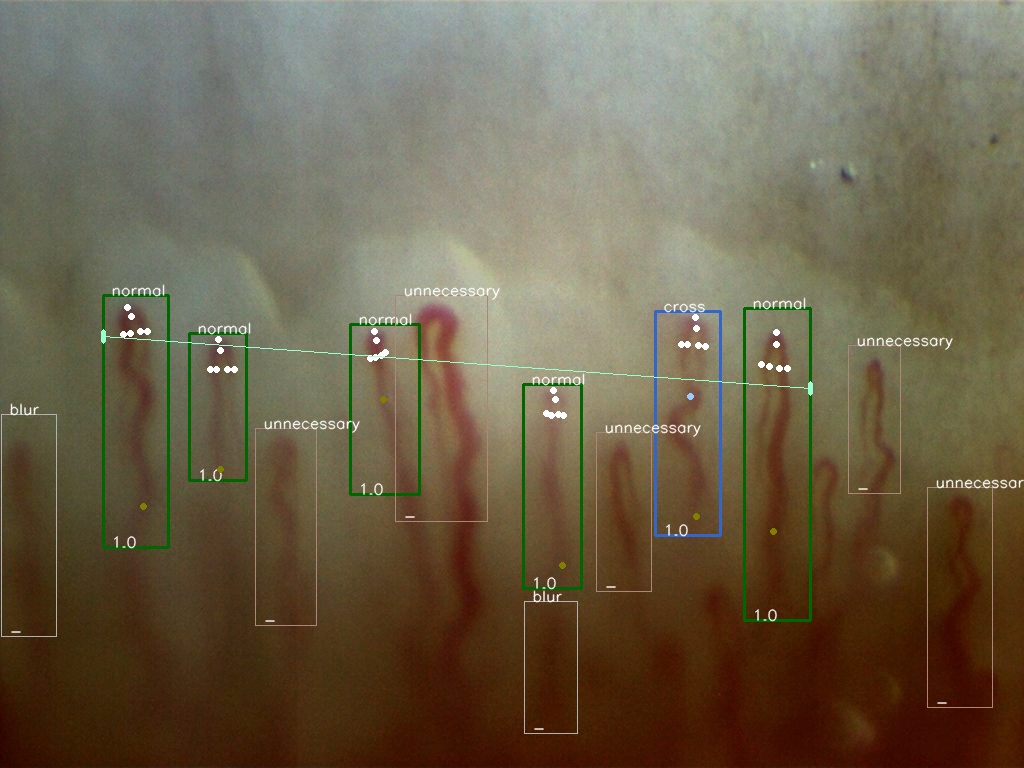 normal
unnecessary
normal
cross
normal
normal
unnecessary
normal
blur
unnecessary
unnecessary
1.0
unnecessar
1.0
–
–
1.0
1.0
1.0
–
blur
1.0
–
–
–
–